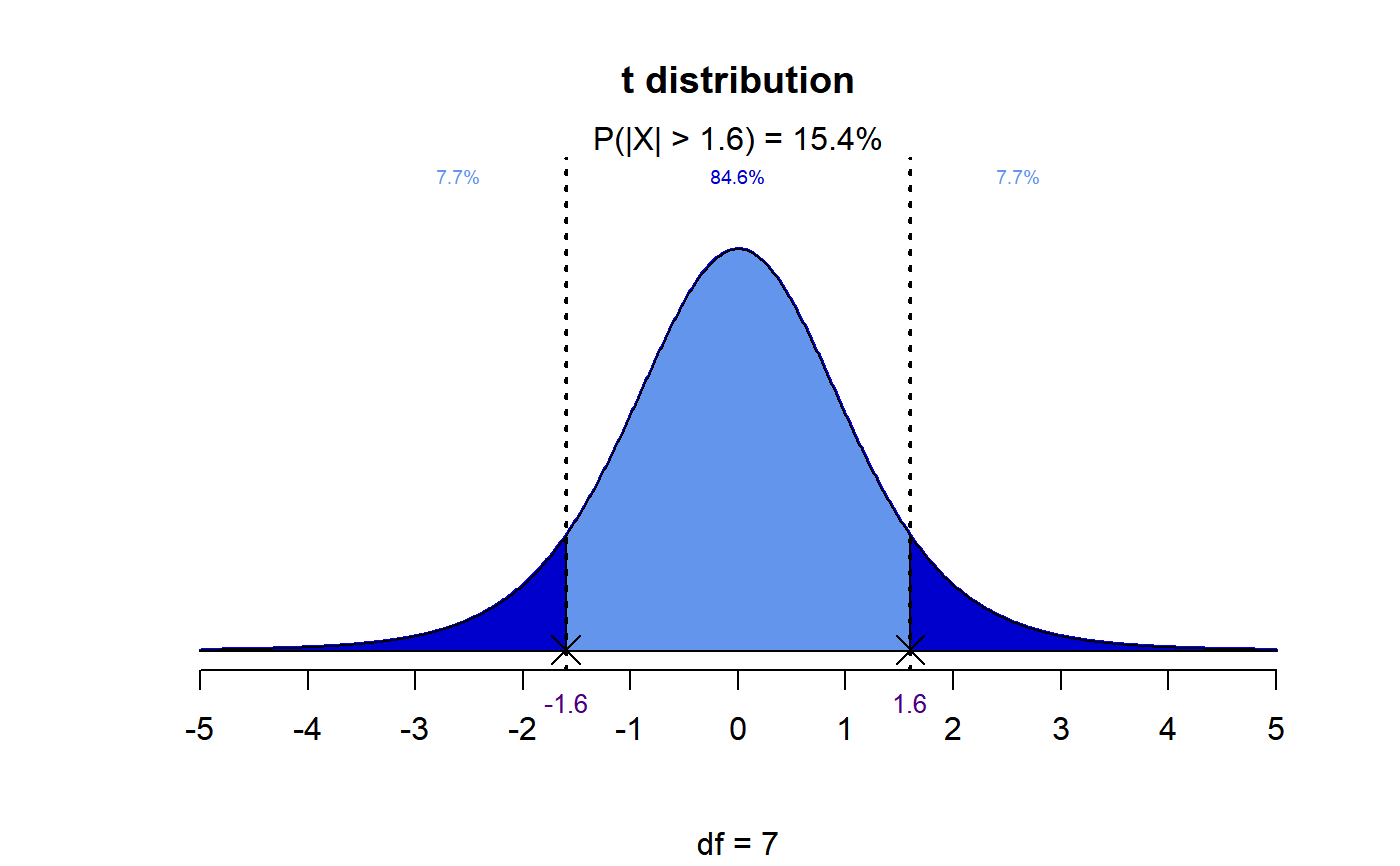 t distribution
P(|X| > 1.6) = 15.4%
7.7% 84.6% 7.7%
-1.6 1.6
-5 -4 -3 -2 -1 0 1 2 3 4 5
df = 7